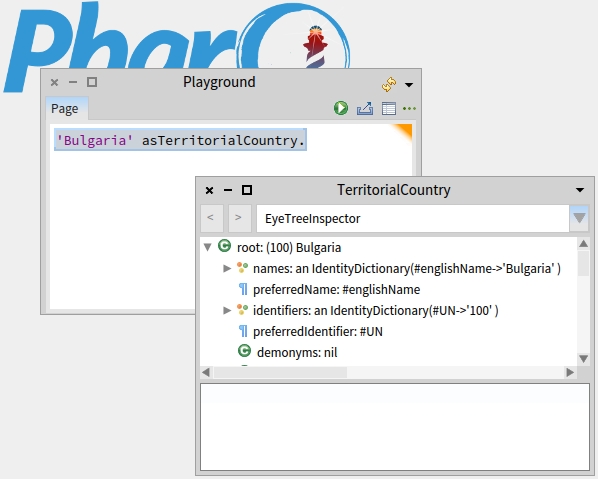 Pharo
Playground
Page
'Bulgaria' asTerritorialCountry.
TerritorialCountry
< > EyeTreeInspector
root: (100) Bulgaria
names: an IdentityDictionary(#englishName->'Bulgaria' )
preferredName: #englishName
identifiers: an IdentityDictionary(#UN->'100' )
preferredIdentifier: #UN
demonyms: nil